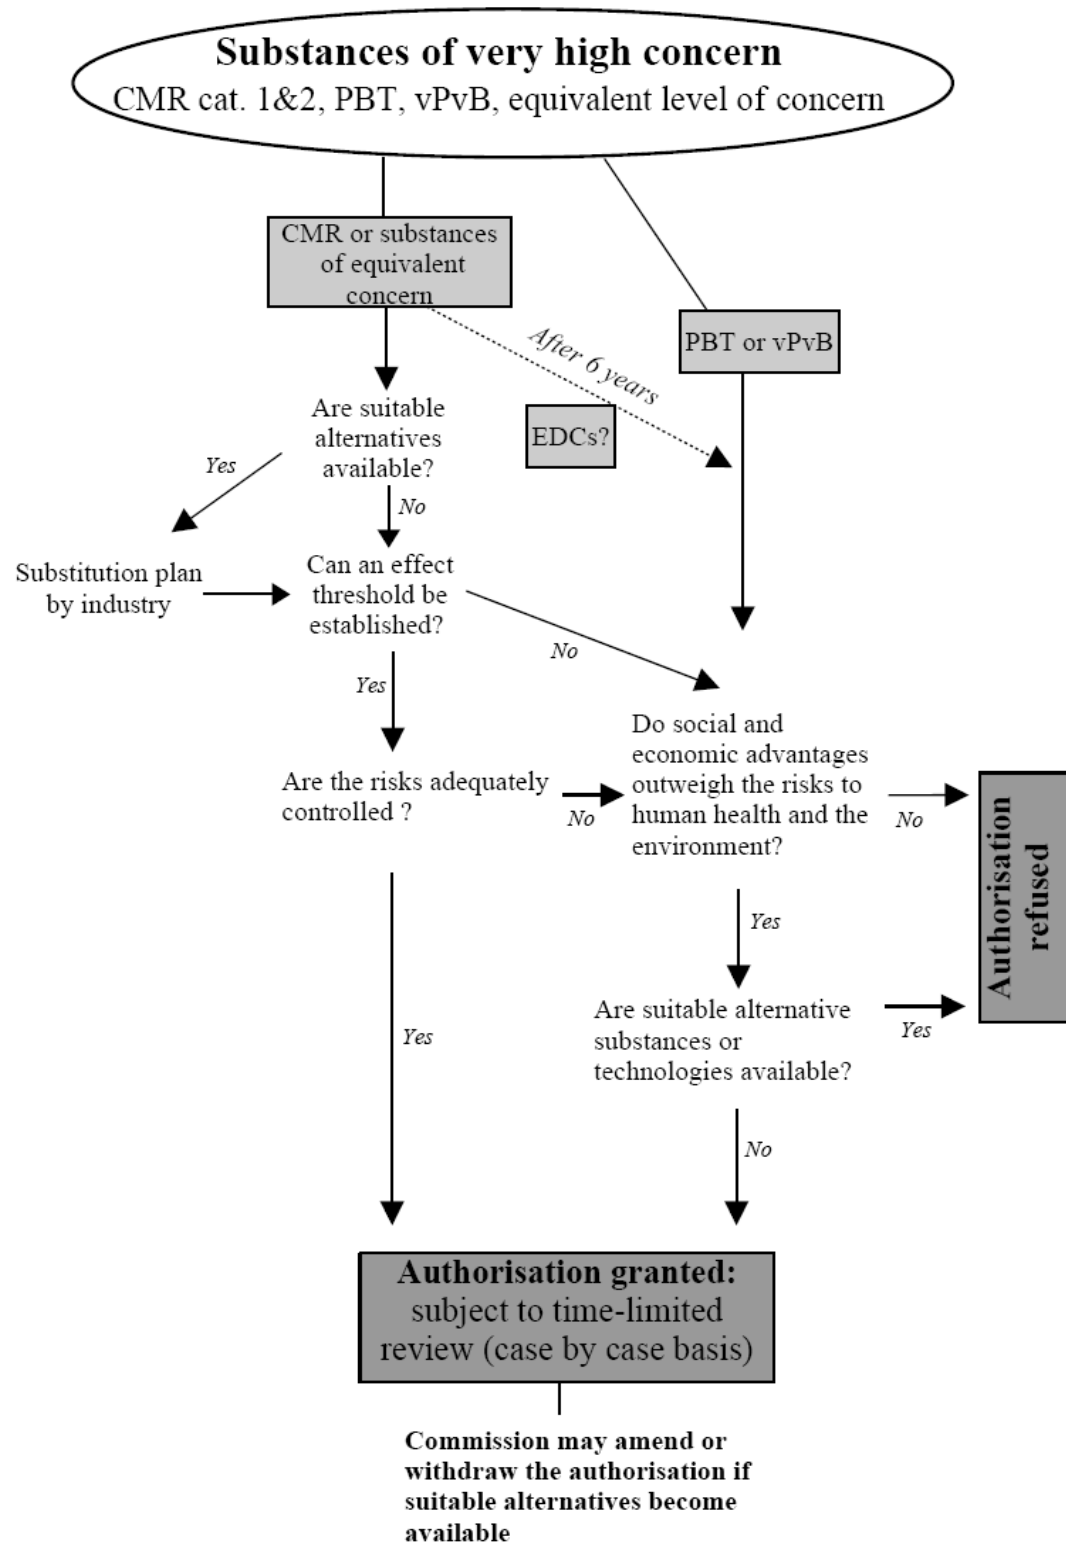 Substances of very high concern
CMR cat. 1&2, PBT, vPvB, equivalent level of concern
CMR or substances
of equivalent
concern
After 6 years
PBT or vPvB
EDCs?
Are suitable
alternatives
available?
Yes
No
Substitution plan
by industry
Can an effect
threshold be
established?
No
Yes
Are the risks adequately
controlled ?
No
Do social and
economic advantages
outweigh the risks to
human health and the
environment?
No
Authorisation
refused
Yes
Are suitable alternative
substances or
technologies available?
Yes
Yes
No
Authorisation granted:
subject to time-limited
review (case by case basis)
Commission may amend or
withdraw the authorisation if
suitable alternatives become
available